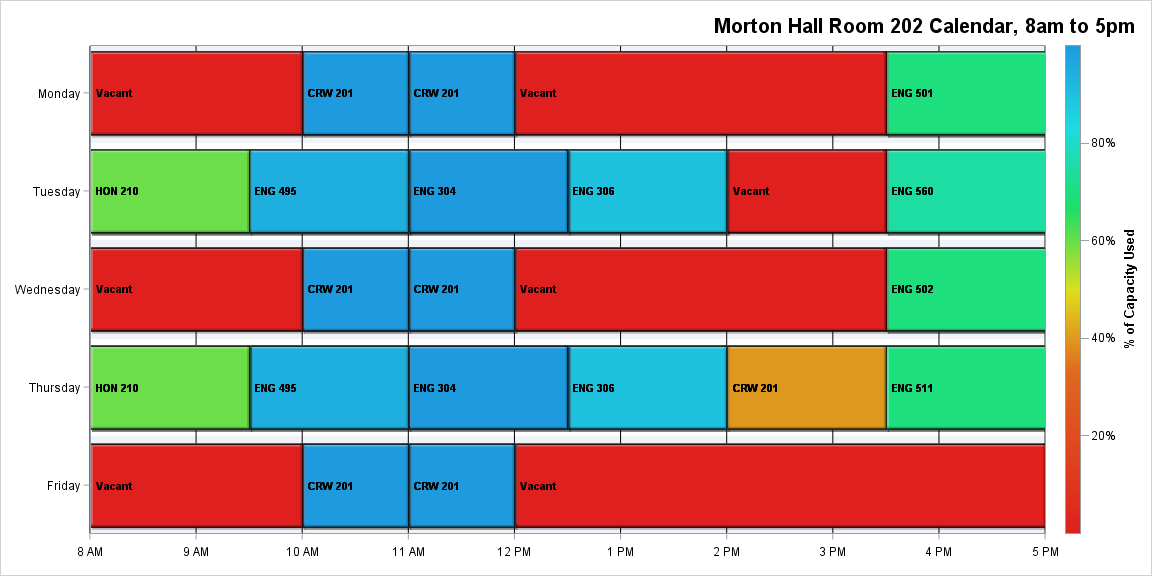 Morton Hall Room 202 Calendar, 8am to 5pm
Monday
Vacant
CRW 201
CRW 201
Vacant
ENG 501
Tuesday
HON 210
ENG 495
ENG 304
ENG 306
Vacant
ENG 560
Wednesday
Vacant
CRW 201
CRW 201
Vacant
ENG 502
Thursday
HON 210
ENG 495
ENG 304
ENG 306
CRW 201
ENG 511
Friday
Vacant
CRW 201
CRW 201
Vacant
8 AM
9 AM
10 AM
11 AM
12 PM
1 PM
2 PM
3 PM
4 PM
5 PM
80%
60%
40%
20%
% of Capacity Used